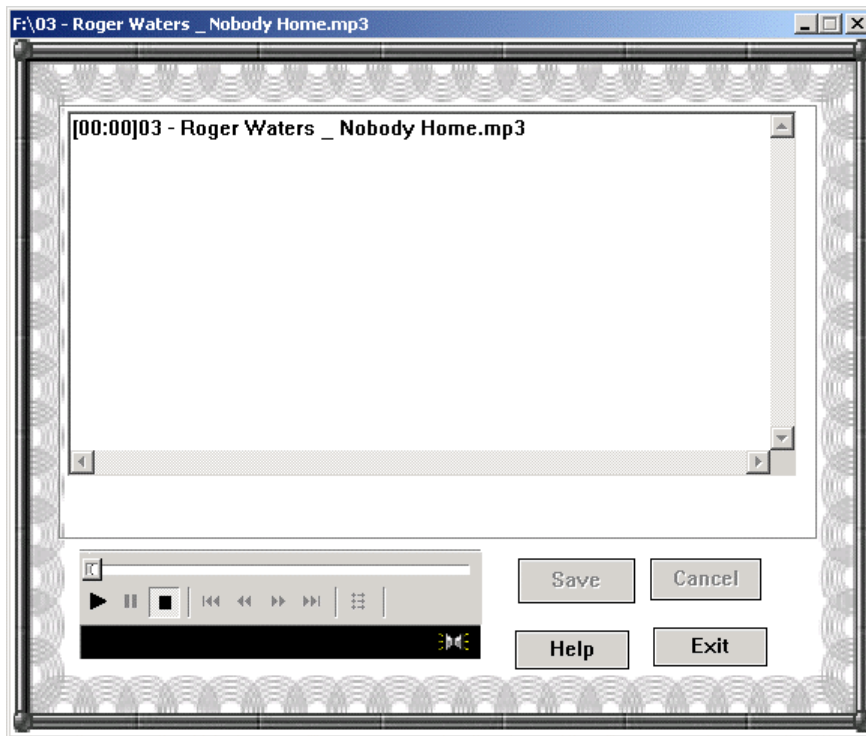 F:\03 - Roger Waters _ Nobody Home.mp3
[00:00]03 - Roger Waters _ Nobody Home.mp3
Save
Cancel
Help
Exit